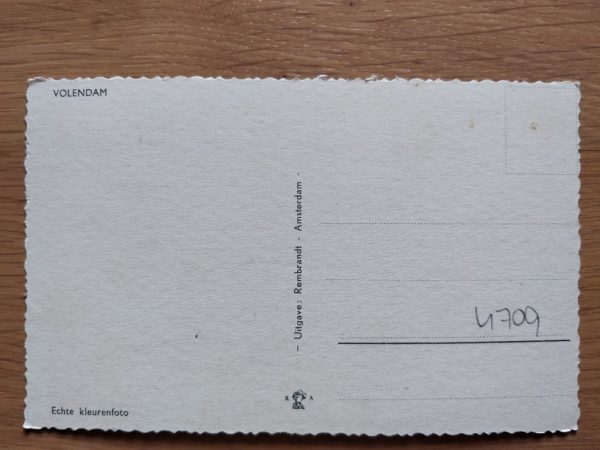 VOLENDAM
– Uitgave: Rembrandt - Amsterdam -
4709
R A
Echte kleurenfoto